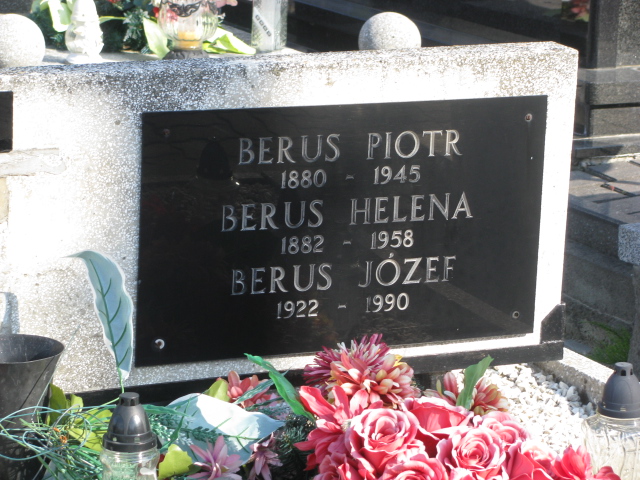 BERUS PIOTR
1880 - 1945
BERUS HELENA
1882 - 1958
BERUS JÓZEF
1922 - 1990